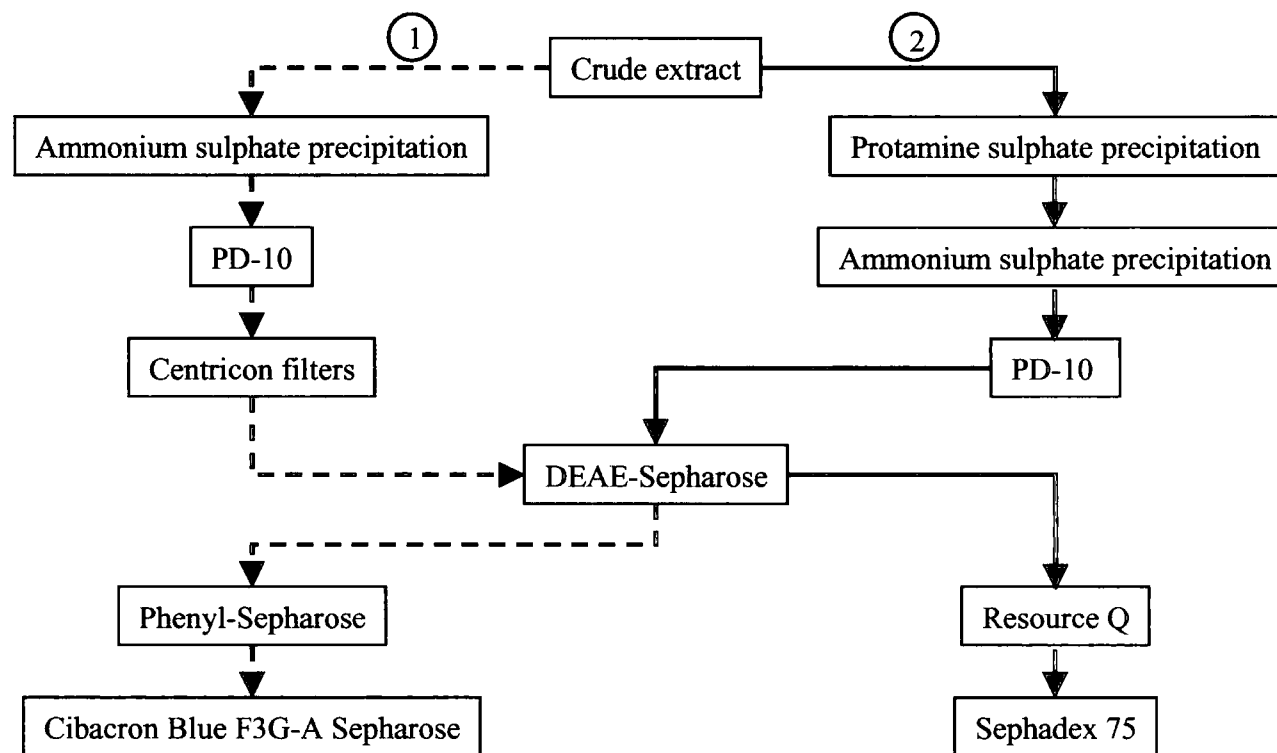 1
2
Crude extract
Ammonium sulphate precipitation
Protamine sulphate precipitation
PD-10
Ammonium sulphate precipitation
Centricon filters
PD-10
DEAE-Sepharose
Phenyl-Sepharose
Resource Q
Cibacron Blue F3G-A Sepharose
Sephadex 75